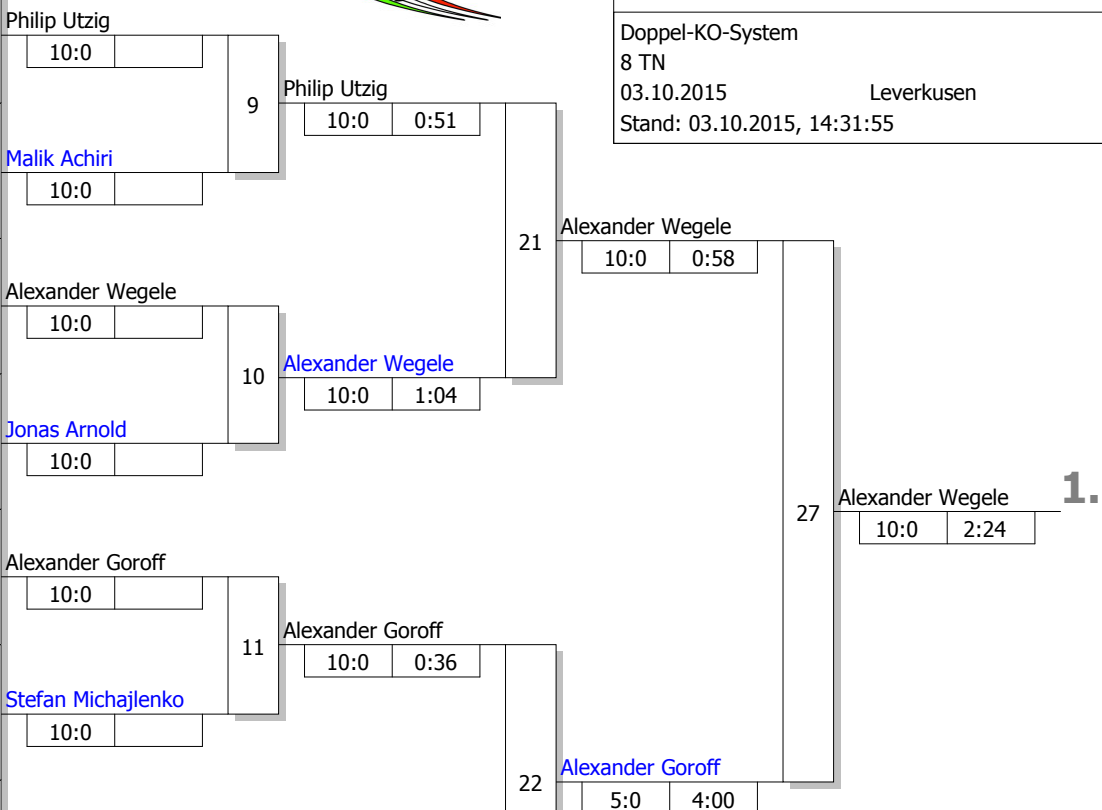 Philip Utzig
10:0
Doppel-KO-System
8 TN
03.10.2015 Leverkusen
Stand: 03.10.2015, 14:31:55
9
Philip Utzig
10:0 0:51
Malik Achiri
10:0
21
Alexander Wegele
10:0 0:58
Alexander Wegele
10:0
10
Alexander Wegele
10:0 1:04
Jonas Arnold
10:0
27
Alexander Wegele 1.
10:0 2:24
Alexander Goroff
10:0
11
Alexander Goroff
10:0 0:36
Stefan Michajlenko
10:0
22
Alexander Goroff
5:0 4:00